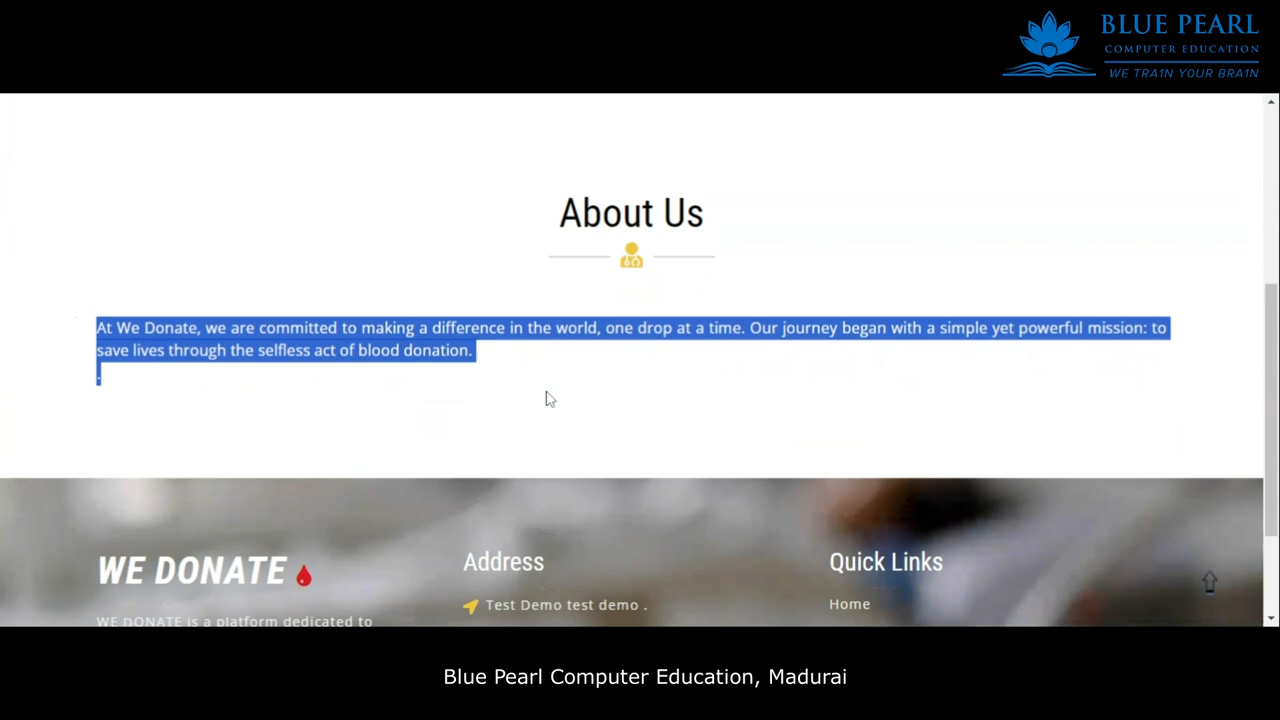 BLUE PEARL
COMPUTER EDUCATION
WE TRA1N YOUR BRA1N
About Us
At We Donate, we are committed to making a difference in the world, one drop at a time. Our journey began with a simple yet powerful mission: to
save lives through the selfless act of blood donation.
.
WE DONATE
Address
Quick Links
Test Demo test demo .
Home
WE DONATE is a platform dedicated to
Blue Pearl Computer Education, Madurai